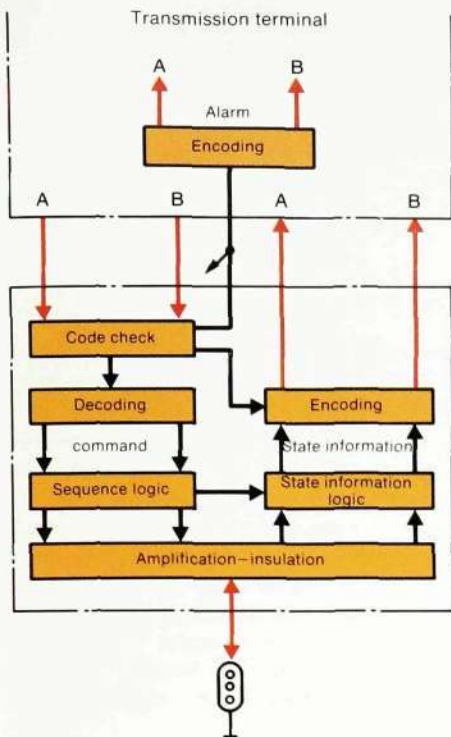 Transmission terminal
A
B
Alarm
Encoding
A
B
A
B
Code check
Decoding
Encoding
command
State information
Sequence logic
State information
logic
Amplification–insulation